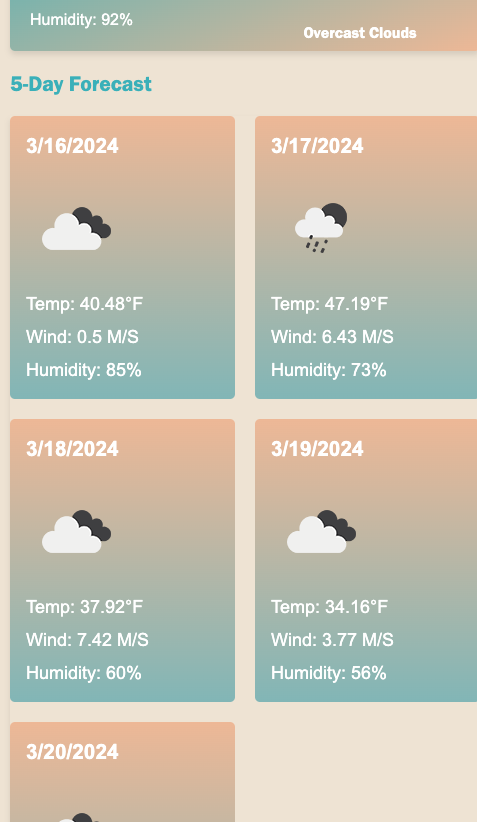 Humidity: 92%
Overcast Clouds
5-Day Forecast
3/16/2024
Temp: 40.48°F
Wind: 0.5 M/S
Humidity: 85%
3/17/2024
Temp: 47.19°F
Wind: 6.43 M/S
Humidity: 73%
3/18/2024
Temp: 37.92°F
Wind: 7.42 M/S
Humidity: 60%
3/19/2024
Temp: 34.16°F
Wind: 3.77 M/S
Humidity: 56%
3/20/2024